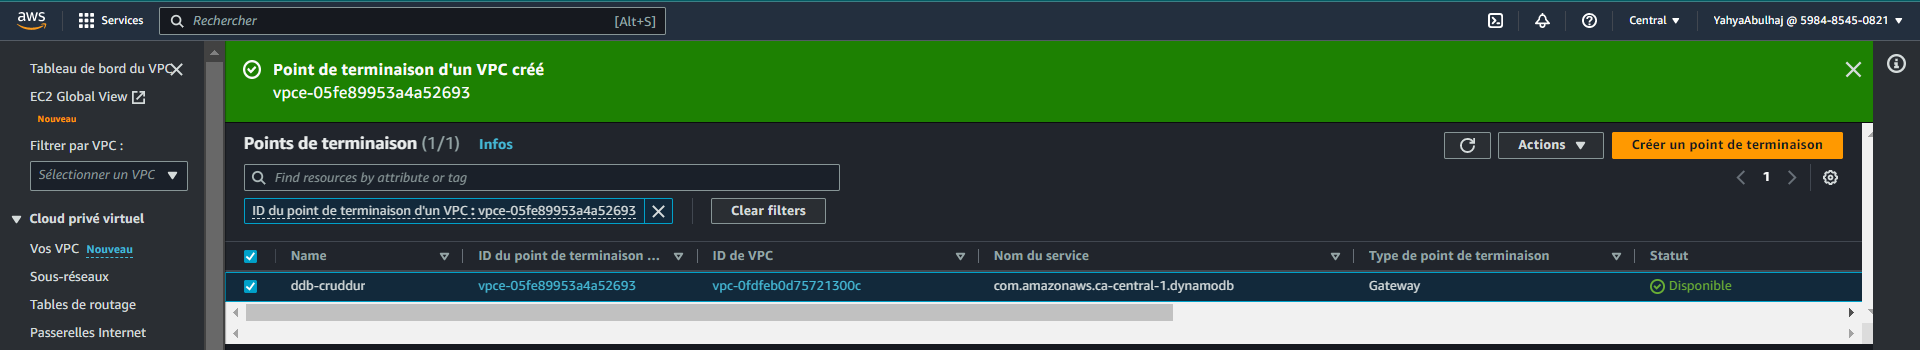 aws
Services
Rechercher
[Alt+S]
Central
YahyaAbulhaj @ 5984-8545-0821
Tableau de bord du VPC
EC2 Global View
Nouveau
Filtrer par VPC :
Sélectionner un VPC
Cloud privé virtuel
Vos VPC Nouveau
Sous-réseaux
Tables de routage
Passerelles Internet
Point de terminaison d'un VPC créé
vpce-05fe89953a4a52693
Points de terminaison (1/1) Infos
Actions
Créer un point de terminaison
Find resources by attribute or tag
1
ID du point de terminaison d'un VPC : vpce-05fe89953a4a52693
Clear filters
Name ID du point de terminaison ... ID de VPC Nom du service Type de point de terminaison Statut
ddb-cruddur vpce-05fe89953a4a52693 vpc-0fdfeb0d75721300c com.amazonaws.ca-central-1.dynamodb Gateway Disponible